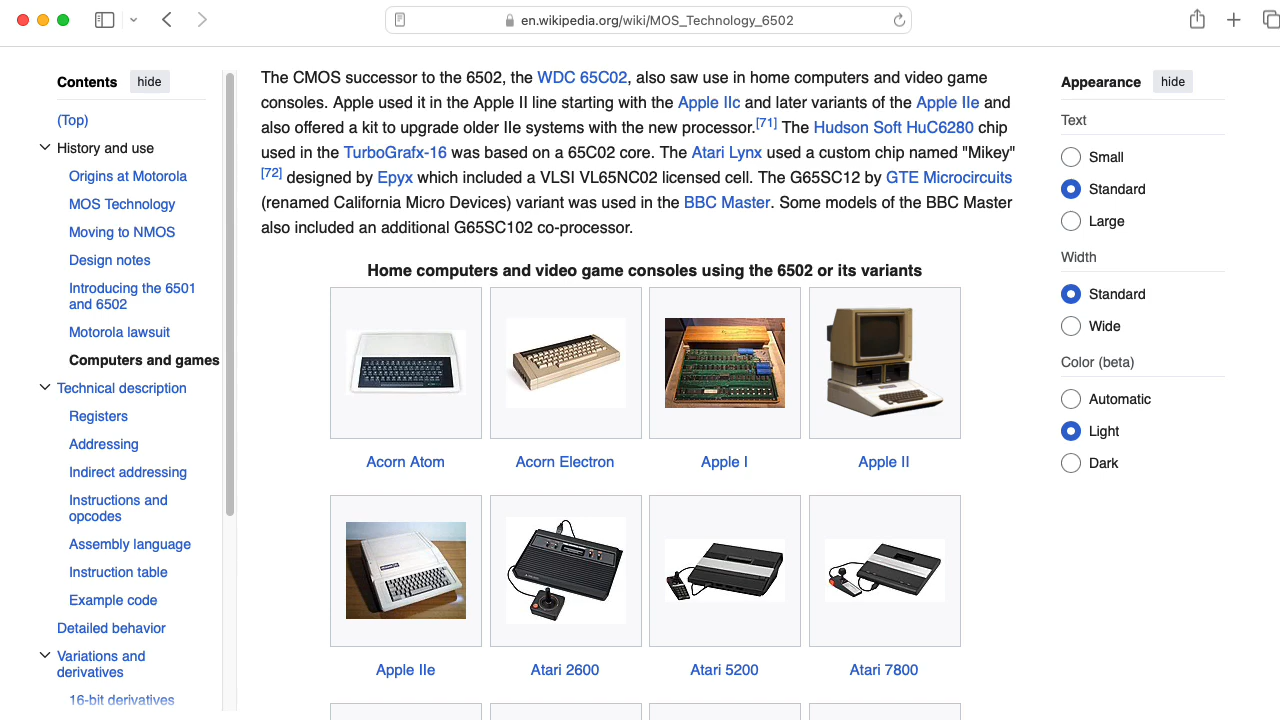 en.wikipedia.org/wiki/MOS_Technology_6502
Contents hide
(Top)
History and use
Origins at Motorola
MOS Technology
Moving to NMOS
Design notes
Introducing the 6501
and 6502
Motorola lawsuit
Computers and games
Technical description
Registers
Addressing
Indirect addressing
Instructions and
opcodes
Assembly language
Instruction table
Example code
Detailed behavior
Variations and
derivatives
16-bit derivatives
The CMOS successor to the 6502, the WDC 65C02, also saw use in home computers and video game
consoles. Apple used it in the Apple II line starting with the Apple IIc and later variants of the Apple IIe and
also offered a kit to upgrade older IIe systems with the new processor.[71] The Hudson Soft HuC6280 chip
used in the TurboGrafx-16 was based on a 65C02 core. The Atari Lynx used a custom chip named "Mikey"
[72] designed by Epyx which included a VLSI VL65NC02 licensed cell. The G65SC12 by GTE Microcircuits
(renamed California Micro Devices) variant was used in the BBC Master. Some models of the BBC Master
also included an additional G65SC102 co-processor.
Home computers and video game consoles using the 6502 or its variants
Acorn Atom
Acorn Electron
Apple I
Apple II
Apple IIe
Atari 2600
Atari 5200
Atari 7800
Appearance hide
Text
Small
Standard
Large
Width
Standard
Wide
Color (beta)
Automatic
Light
Dark